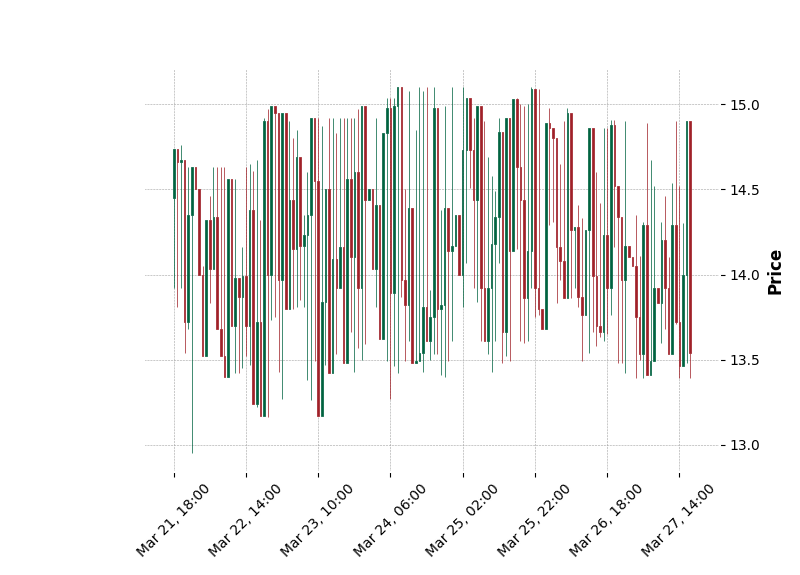 15.0
14.5
14.0
13.5
13.0
Price
Mar 21, 18:00
Mar 22, 14:00
Mar 23, 10:00
Mar 24, 06:00
Mar 25, 02:00
Mar 25, 22:00
Mar 26, 18:00
Mar 27, 14:00